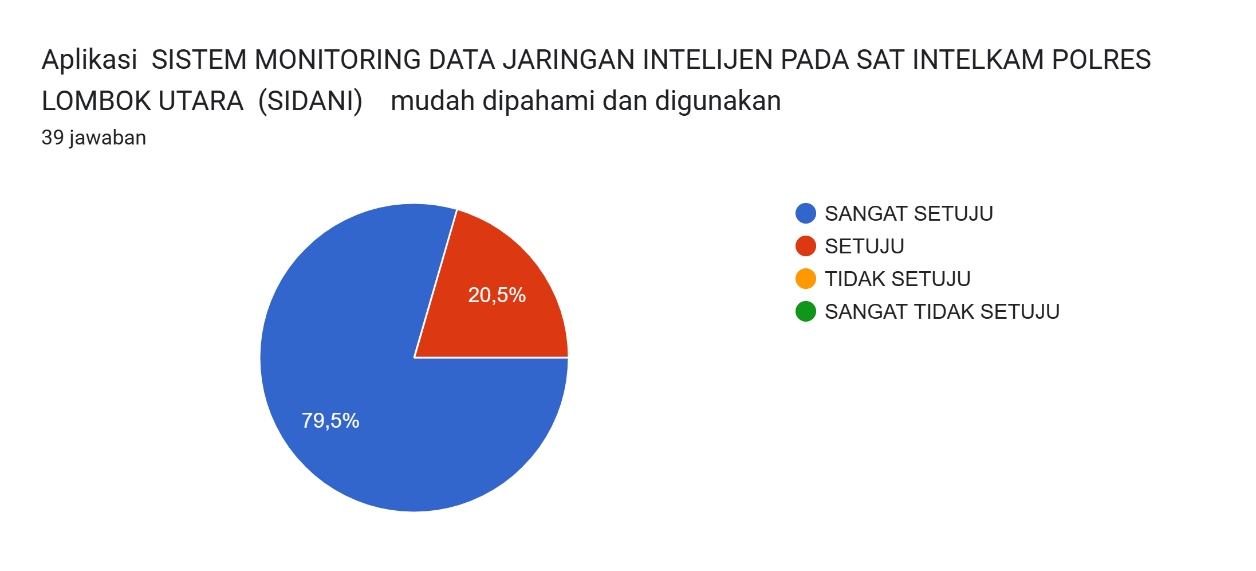 Aplikasi  SISTEM MONITORING DATA JARINGAN INTELIJEN PADA SAT INTELKAM POLRES
LOMBOK UTARA  (SIDANI)    mudah dipahami dan digunakan
39 jawaban
SANGAT SETUJU
SETUJU
TIDAK SETUJU
SANGAT TIDAK SETUJU
20,5%
79,5%